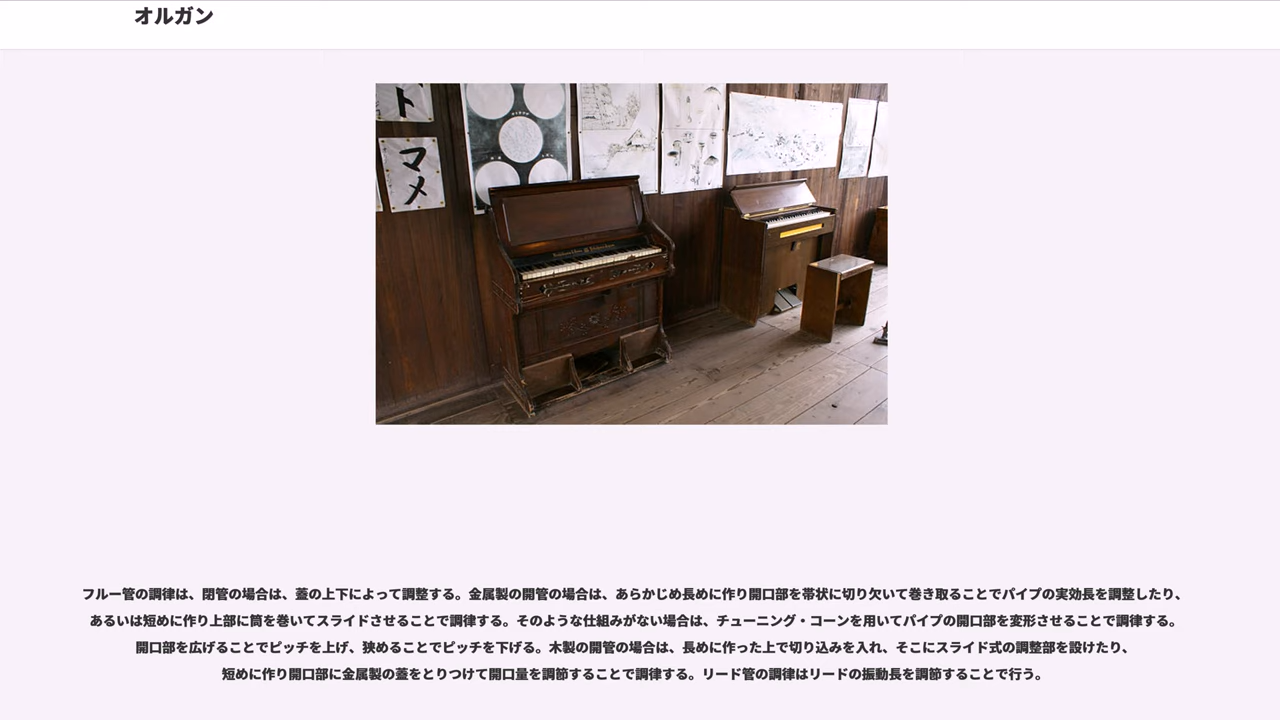 オルガン
ト
マメ
フルー管の調律は、閉管の場合は、蓋の上下によって調整する。金属製の開管の場合は、あらかじめ長めに作り開口部を帯状に切り欠いて巻き取ることでパイプの実効長を調整したり、
あるいは短めに作り上部に筒を巻いてスライドさせることで調律する。そのような仕組みがない場合は、チューニング・コーンを用いてパイプの開口部を変形させることで調律する。
開口部を広げることでピッチを上げ、狭めることでピッチを下げる。木製の開管の場合は、長めに作った上で切り込みを入れ、そこにスライド式の調整部を設けたり、
短めに作り開口部に金属製の蓋をとりつけて開口量を調節することで調律する。リード管の調律はリードの振動長を調節することで行う。